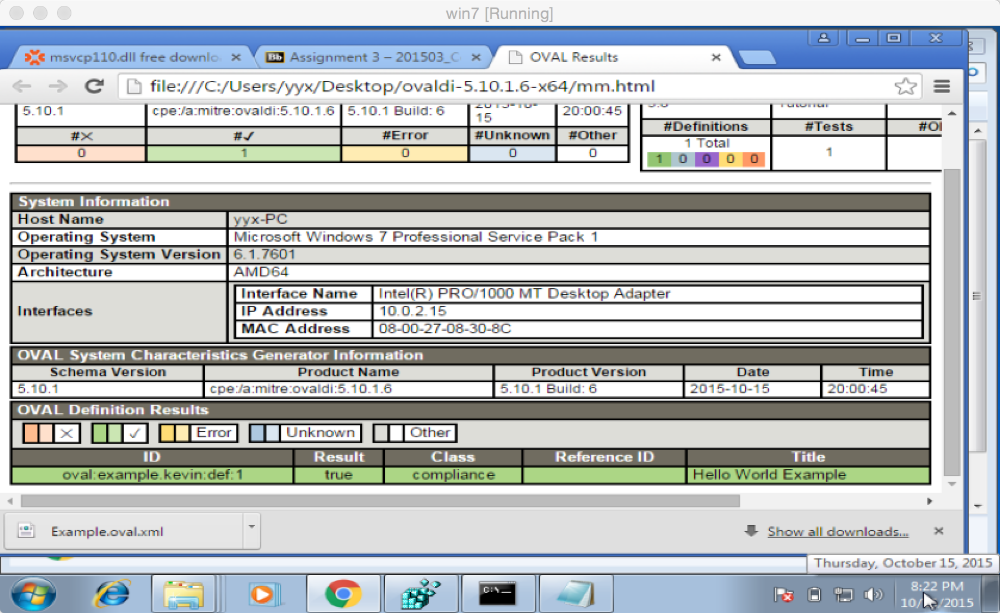 win7 [Running]
msvcp110.dll free downlo
Bb Assignment 3 – 201503_C
OVAL Results
file:///C:/Users/yyx/Desktop/ovaldi-5.10.1.6-x64/mm.html
5.10.1 cpe:/a:mitre:ovaldi:5.10.1.6 5.10.1 Build: 6 2015-10-15 20:00:45 Tutorial
#✕ #✓ #Error #Unknown #Other #Definitions #Tests
0 1 0 0 0 1 Total 1
1 0 0 0 0
System Information
Host Name yyx-PC
Operating System Microsoft Windows 7 Professional Service Pack 1
Operating System Version 6.1.7601
Architecture AMD64
Interfaces
Interface Name Intel(R) PRO/1000 MT Desktop Adapter
IP Address 10.0.2.15
MAC Address 08-00-27-08-30-8C
OVAL System Characteristics Generator Information
Schema Version Product Name Product Version Date Time
5.10.1 cpe:/a:mitre:ovaldi:5.10.1.6 5.10.1 Build: 6 2015-10-15 20:00:45
OVAL Definition Results
✕ ✓ Error Unknown Other
ID Result Class Reference ID Title
oval:example.kevin:def:1 true compliance Hello World Example
Example.oval.xml
Show all downloads...
Thursday, October 15, 2015
C:\_
8:22 PM